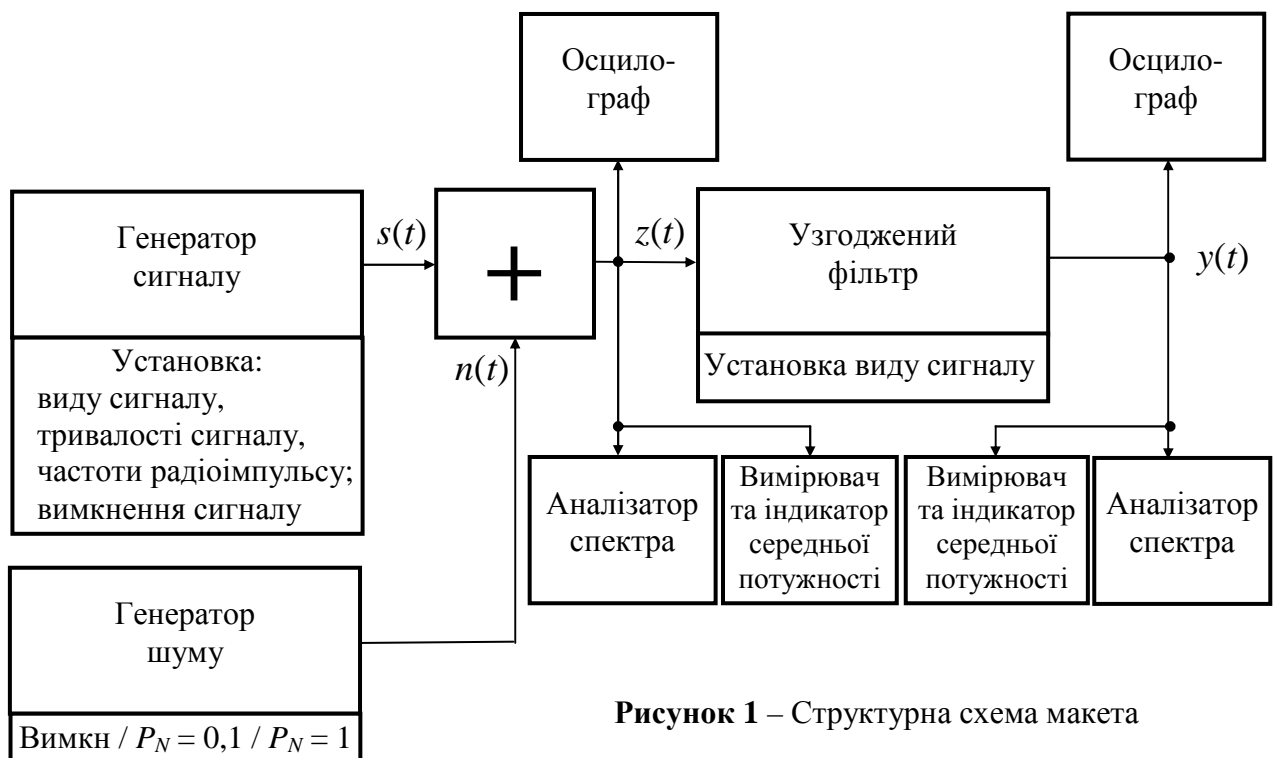 Осцило-
граф
Осцило-
граф
Генератор
сигналу
s(t)
+
z(t)
Узгоджений
фільтр
y(t)
Установка:
виду сигналу,
тривалості сигналу,
частоти радіоімпульсу;
вимкнення сигналу
n(t)
Установка виду сигналу
Аналізатор
спектра
Вимірювач
та індикатор
середньої
потужності
Вимірювач
та індикатор
середньої
потужності
Аналізатор
спектра
Генератор
шуму
Вимкн / P_N = 0,1 / P_N = 1
Рисунок 1 – Структурна схема макета